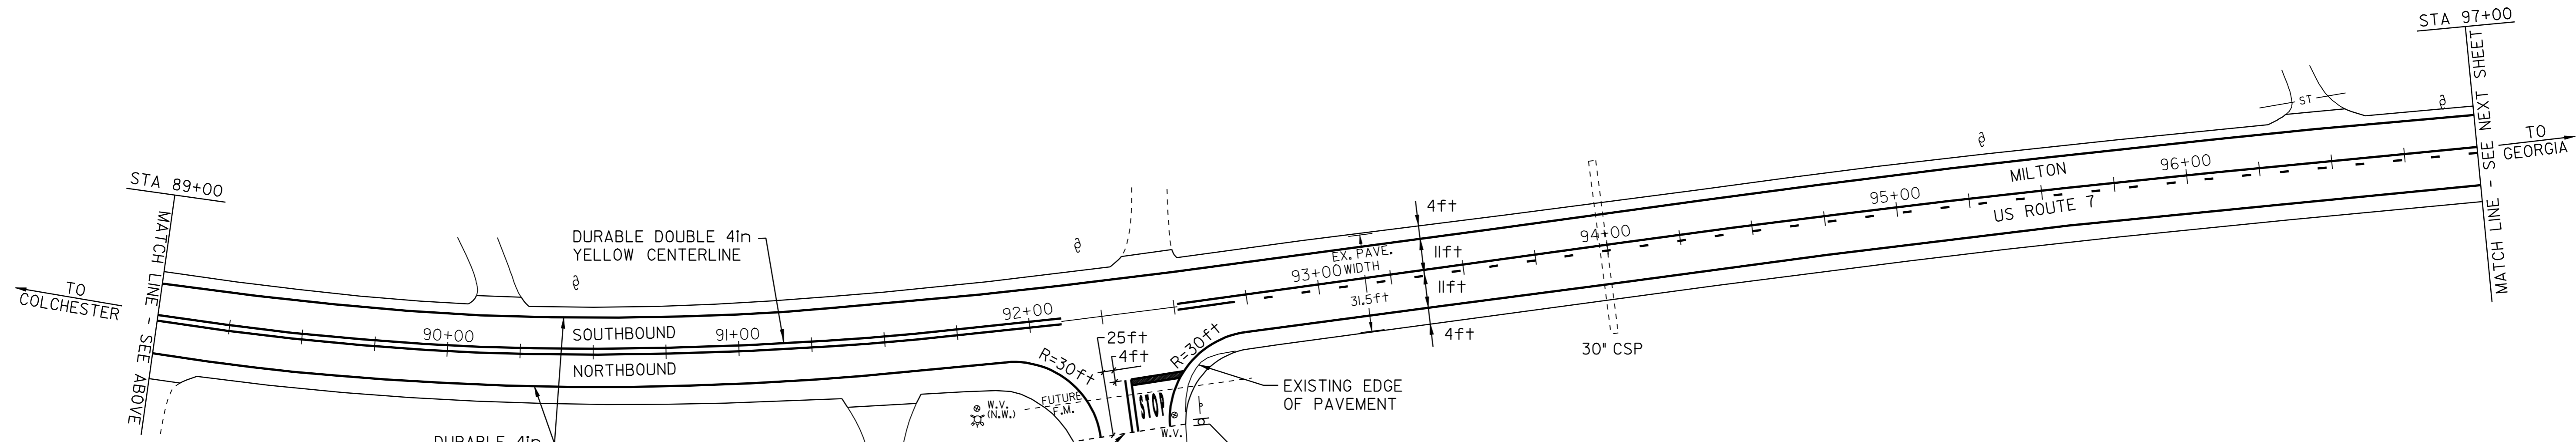 STA 89+00
MATCH LINE - SEE ABOVE
TO
COLCHESTER
DURABLE DOUBLE 4in
YELLOW CENTERLINE
90+00
SOUTHBOUND
91+00
NORTHBOUND
DURABLE 4in
92+00
W.V.
(N.W.)
FUTURE
F.M.
R=30ft
25ft
4ft
STOP
R=30ft
W.V.
EXISTING EDGE
OF PAVEMENT
93+00
EX. PAVE.
WIDTH
31.5ft
4ft
11ft
11ft
4ft
94+00
30" CSP
95+00
MILTON
US ROUTE 7
96+00
ST
STA 97+00
MATCH LINE - SEE NEXT SHEET
TO
GEORGIA